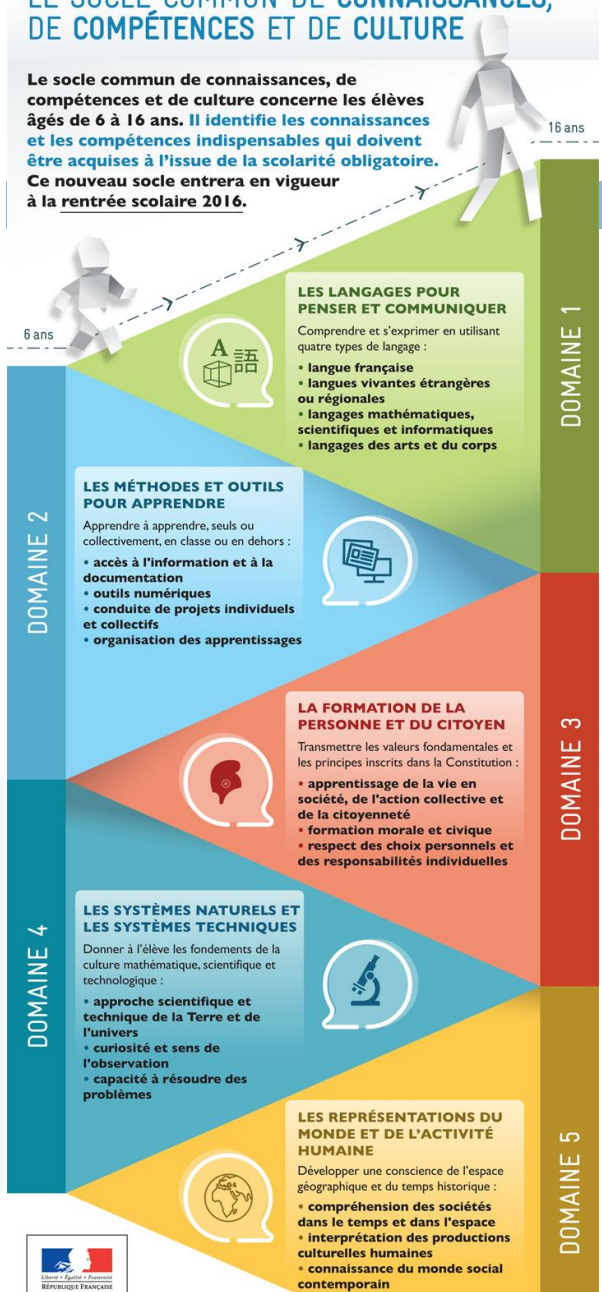 LE SOCLE COMMUN DE CONNAISSANCES,
DE COMPÉTENCES ET DE CULTURE
Le socle commun de connaissances, de
compétences et de culture concerne les élèves
âgés de 6 à 16 ans. Il identifie les connaissances
et les compétences indispensables qui doivent
être acquises à l'issue de la scolarité obligatoire.
Ce nouveau socle entrera en vigueur
à la rentrée scolaire 2016.
16 ans
6 ans
DOMAINE 1
LES LANGAGES POUR
PENSER ET COMMUNIQUER
Comprendre et s'exprimer en utilisant
quatre types de langage :
• langue française
• langues vivantes étrangères
ou régionales
• langages mathématiques,
scientifiques et informatiques
• langages des arts et du corps
A 語
DOMAINE 2
LES MÉTHODES ET OUTILS
POUR APPRENDRE
Apprendre à apprendre, seuls ou
collectivement, en classe ou en dehors :
• accès à l'information et à la
documentation
• outils numériques
• conduite de projets individuels
et collectifs
• organisation des apprentissages
DOMAINE 3
LA FORMATION DE LA
PERSONNE ET DU CITOYEN
Transmettre les valeurs fondamentales et
les principes inscrits dans la Constitution :
• apprentissage de la vie en
société, de l'action collective et
de la citoyenneté
• formation morale et civique
• respect des choix personnels et
des responsabilités individuelles
DOMAINE 4
LES SYSTÈMES NATURELS ET
LES SYSTÈMES TECHNIQUES
Donner à l'élève les fondements de la
culture mathématique, scientifique et
technologique :
• approche scientifique et
technique de la Terre et de
l'univers
• curiosité et sens de
l'observation
• capacité à résoudre des
problèmes
DOMAINE 5
LES REPRÉSENTATIONS DU
MONDE ET DE L'ACTIVITÉ
HUMAINE
Développer une conscience de l'espace
géographique et du temps historique :
• compréhension des sociétés
dans le temps et dans l'espace
• interprétation des productions
culturelles humaines
• connaissance du monde social
contemporain
Liberté • Égalité • Fraternité
RÉPUBLIQUE FRANÇAISE